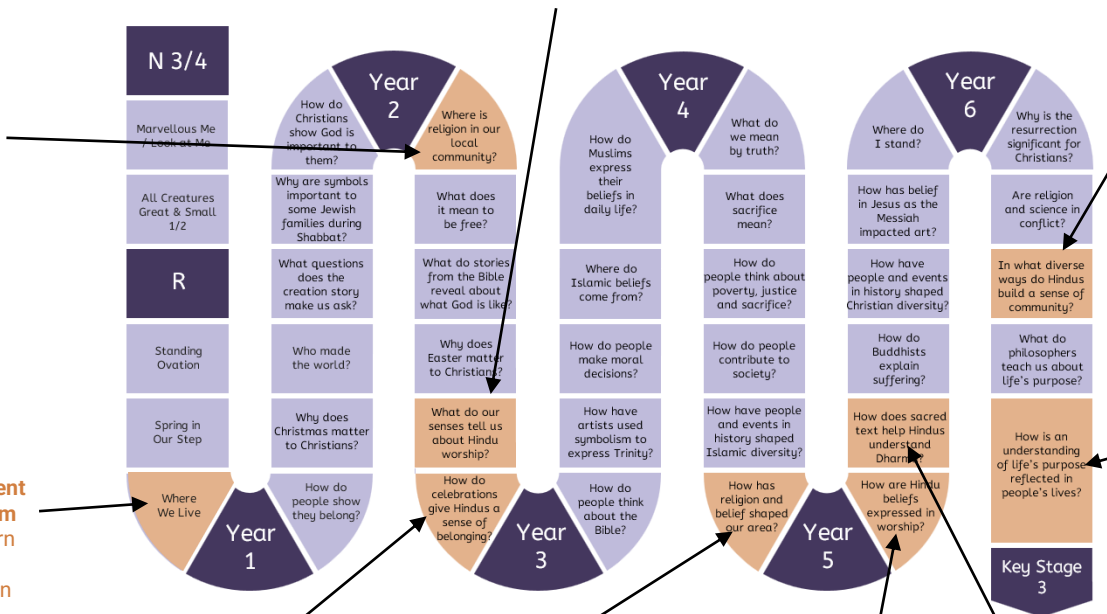 N 3/4
Marvellous Me
/ Look at Me
All Creatures
Great & Small
1/2
R
Standing
Ovation
Spring in
Our Step
Where
We Live
Year
1
How do
people show
they belong?
Why does
Christmas matter
to Christians?
Who made
the world?
What questions
does the
creation story
make us ask?
Why are symbols
important to
some Jewish
families during
Shabbat?
How do
Christians
show God is
important to
them?
Year
2
Where is
religion in our
local
community?
What does
it mean to
be free?
What do stories
from the Bible
reveal about
what God is like?
Why does
Easter matter
to Christians?
What do our
senses tell us
about Hindu
worship?
How do
celebrations
give Hindus a
sense of
belonging?
Year
3
How do
people think
about the
Bible?
How have
artists used
symbolism to
express Trinity?
How do people
make moral
decisions?
Where do
Islamic beliefs
come from?
How do
Muslims
express
their
beliefs in
daily life?
Year
4
What do
we mean
by truth?
What does
sacrifice
mean?
How do
people think about
poverty, justice
and sacrifice?
How do people
contribute to
society?
How have people
and events in
history shaped
Islamic diversity?
How has
religion and
belief shaped
our area?
Year
5
How are Hindu
beliefs
expressed in
worship?
How does sacred
text help Hindus
understand
Dharma?
How do
Buddhists
explain
suffering?
How have
people and events
in history shaped
Christian diversity?
How has belief
in Jesus as the
Messiah
impacted art?
Where do
I stand?
Year
6
Why is the
resurrection
significant for
Christians?
Are religion
and science in
conflict?
In what diverse
ways do Hindus
build a sense of
community?
What do
philosophers
teach us about
life's purpose?
How is an
understanding
of life's purpose
reflected in
people's lives?
Key Stage
3
ent
m
rn
n